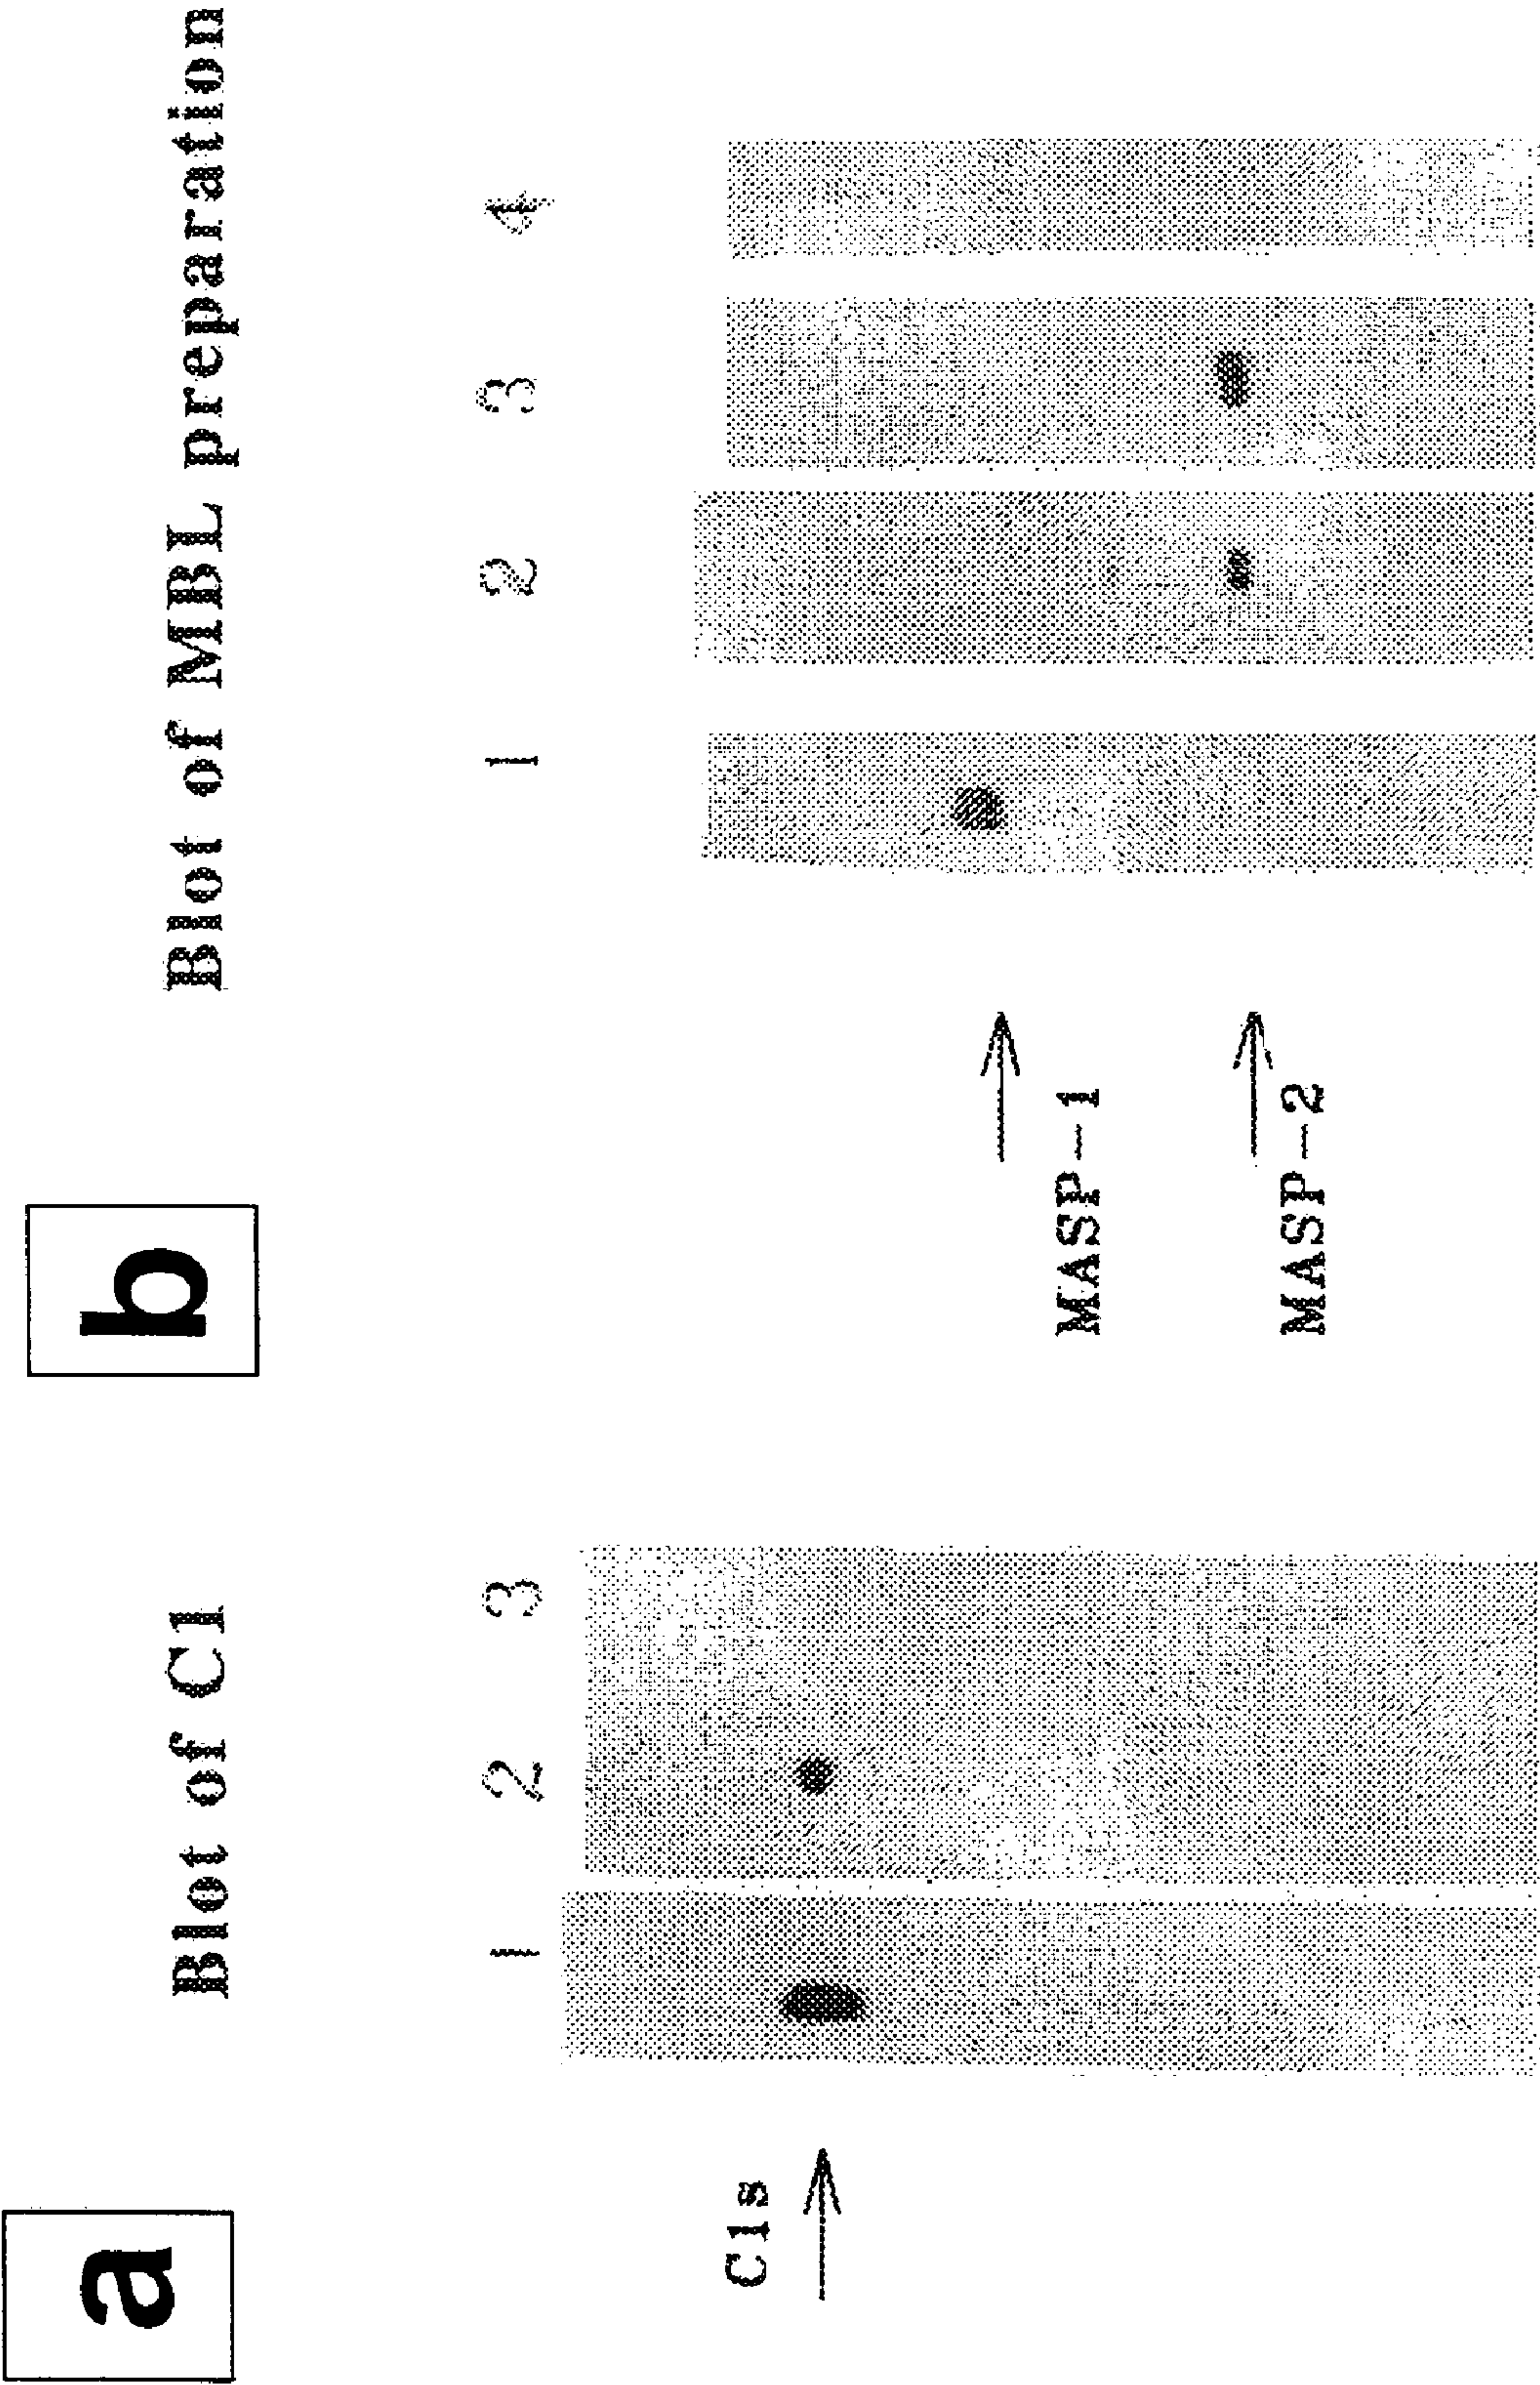 a
Blot of C1
1 2 3
C1s
b
Blot of MBL preparation
1 2 3 4
MASP-1
MASP-2